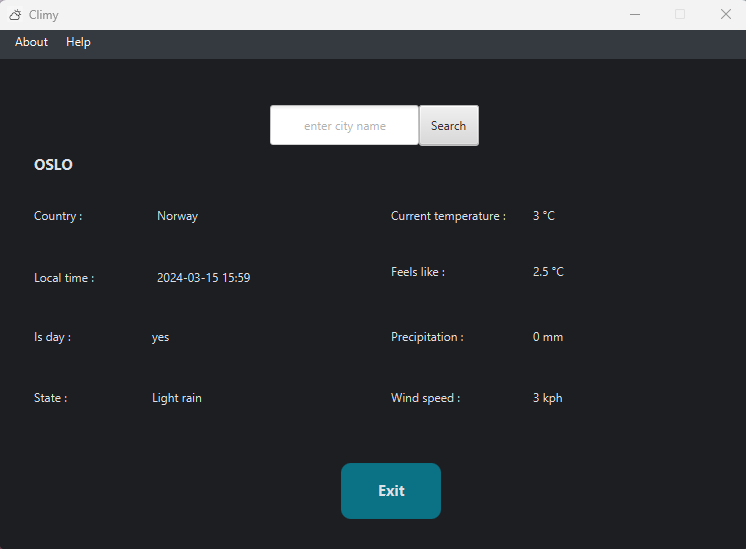 Climy
About Help
enter city name Search
OSLO
Country : Norway Current temperature : 3 °C
Local time : 2024-03-15 15:59 Feels like : 2.5 °C
Is day : yes Precipitation : 0 mm
State : Light rain Wind speed : 3 kph
Exit